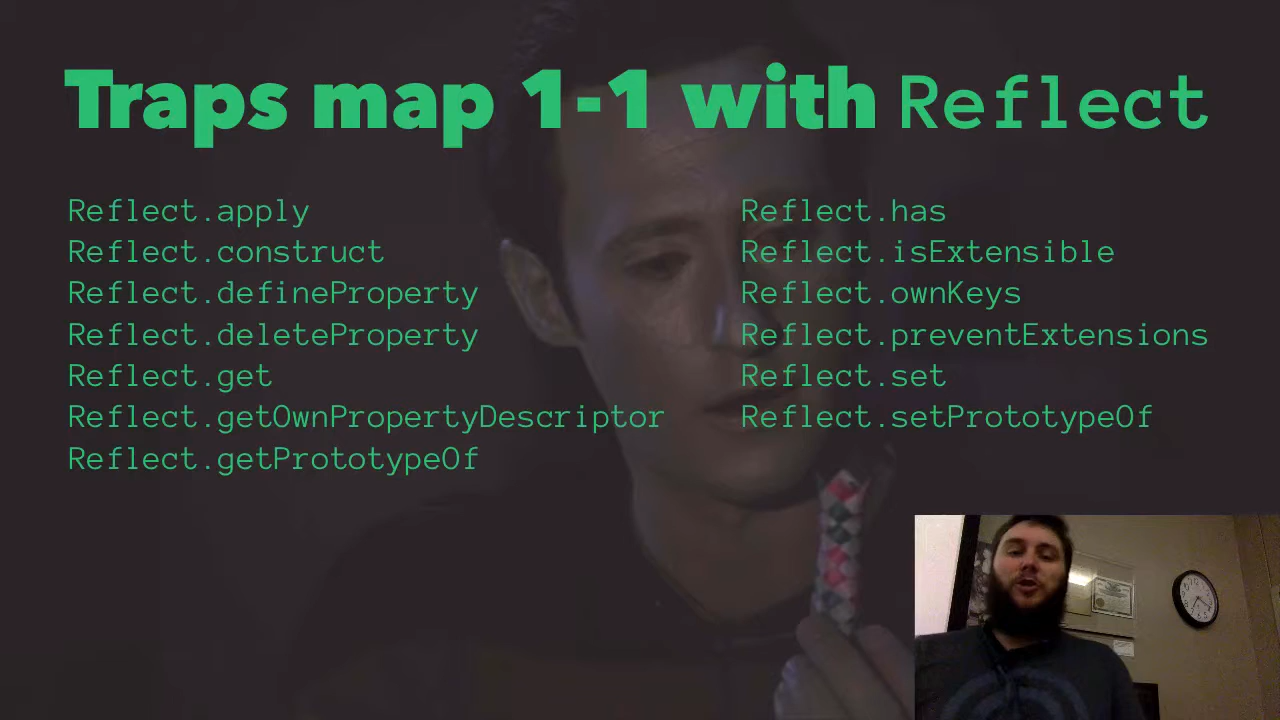 Traps map 1-1 with Reflect
Reflect.apply
Reflect.construct
Reflect.defineProperty
Reflect.deleteProperty
Reflect.get
Reflect.getOwnPropertyDescriptor
Reflect.getPrototypeOf
Reflect.has
Reflect.isExtensible
Reflect.ownKeys
Reflect.preventExtensions
Reflect.set
Reflect.setPrototypeOf